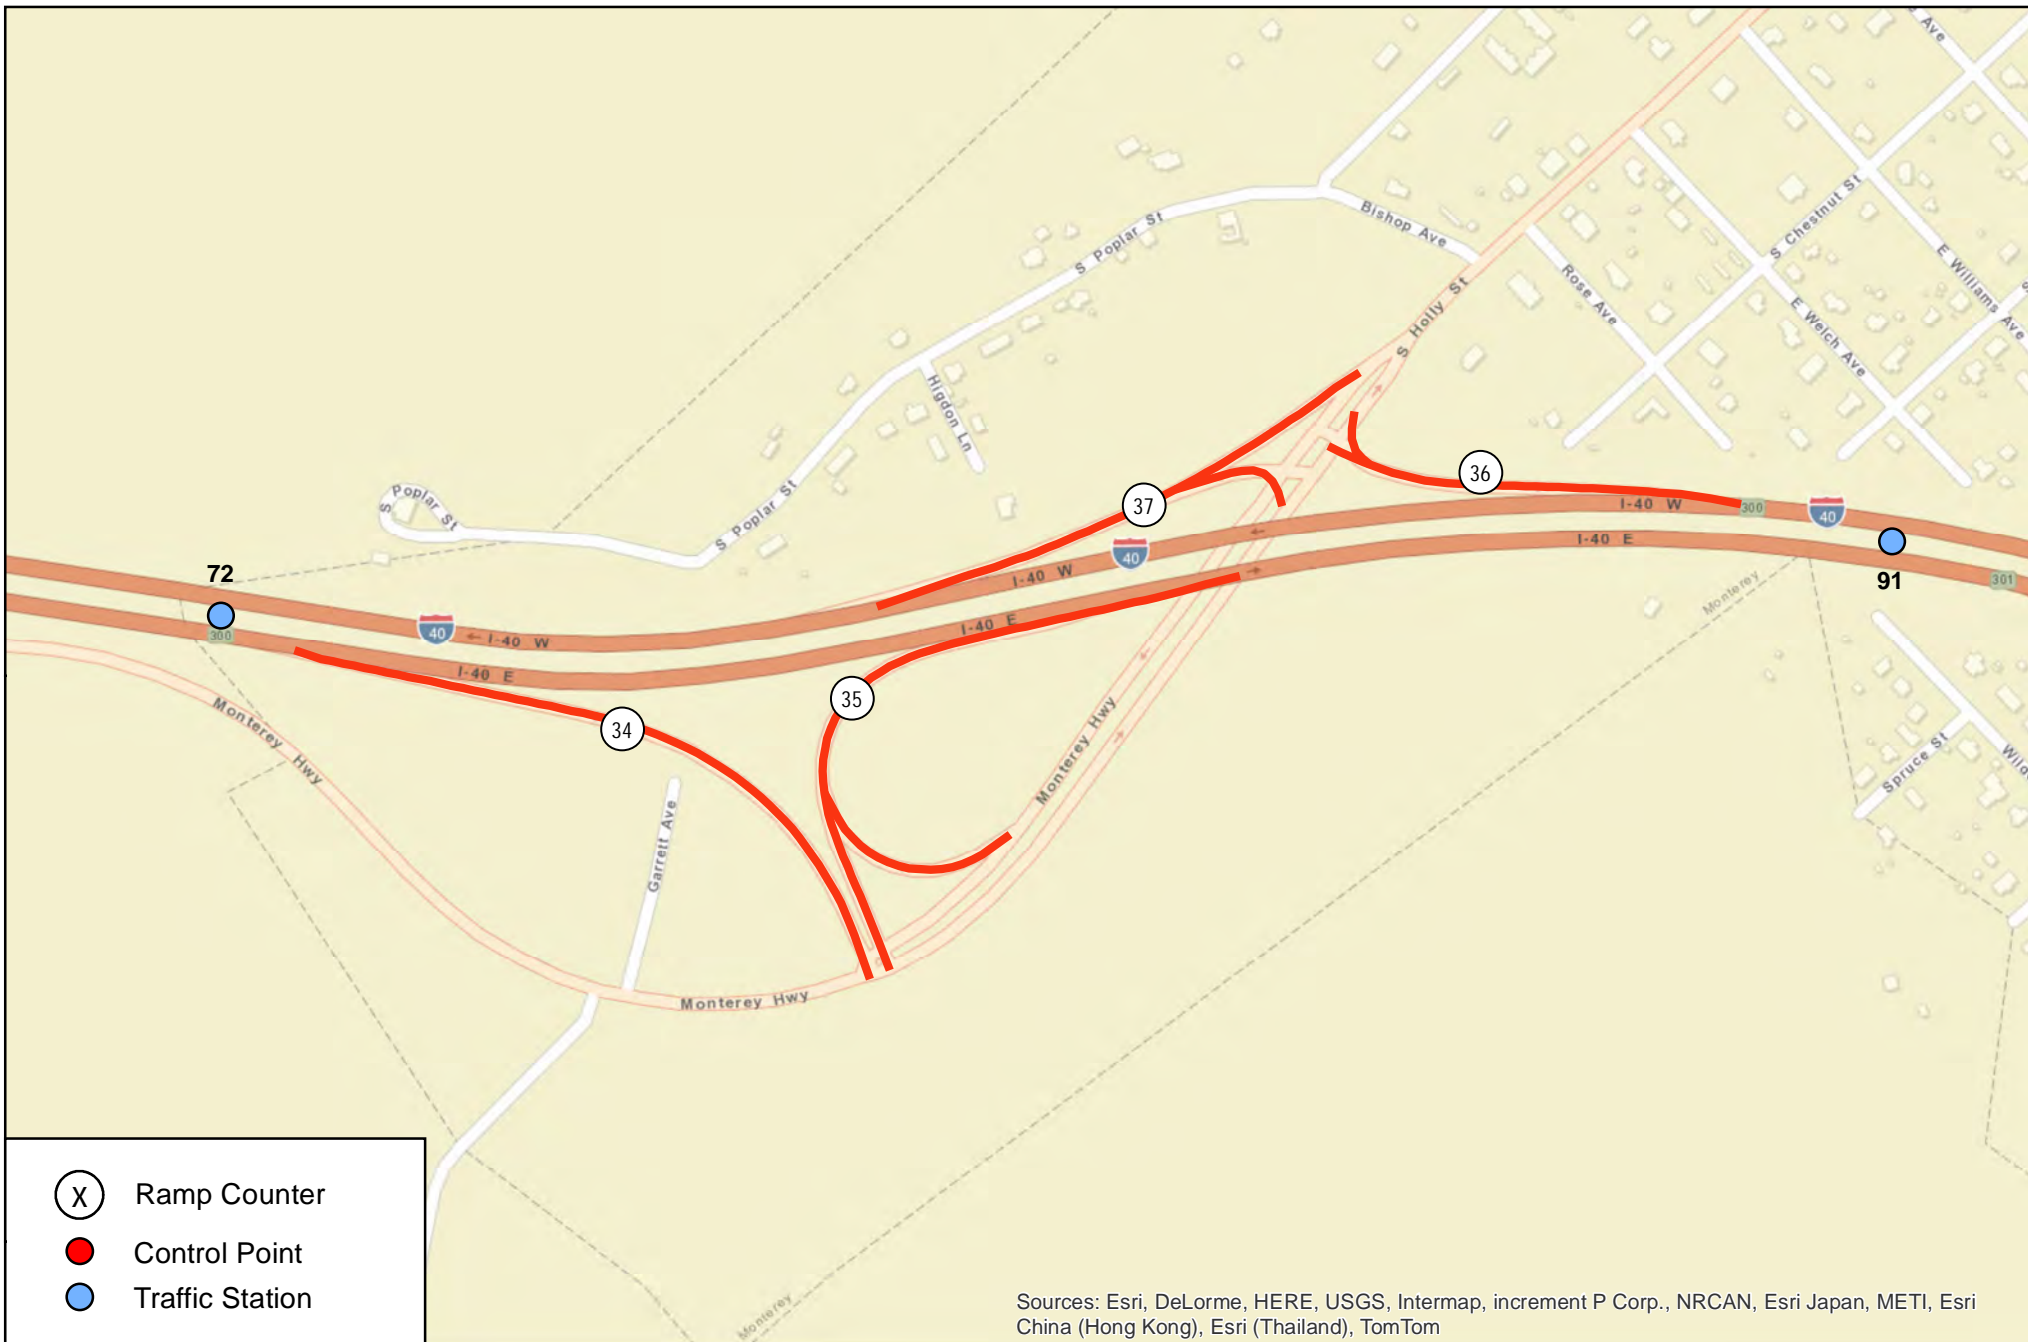 Ave
S Poplar St
Bishop Ave
S Chestnut St
E Williams Ave
S
Rose Ave
S Holly St
E Welch Ave
Higdon Ln
36
S Poplar St
S Poplar St
37
I-40 W
300
40
40
I-40 E
72
I-40 W
91
301
Monterey
300
40
I-40 W
I-40 E
I-40 E
35
34
Monterey Hwy
Monterey Hwy
Spruce St
Garrett Ave
Monterey Hwy
X Ramp Counter
Control Point
Traffic Station
Monterey
Sources: Esri, DeLorme, HERE, USGS, Intermap, increment P Corp., NRCAN, Esri Japan, METI, Esri
China (Hong Kong), Esri (Thailand), TomTom